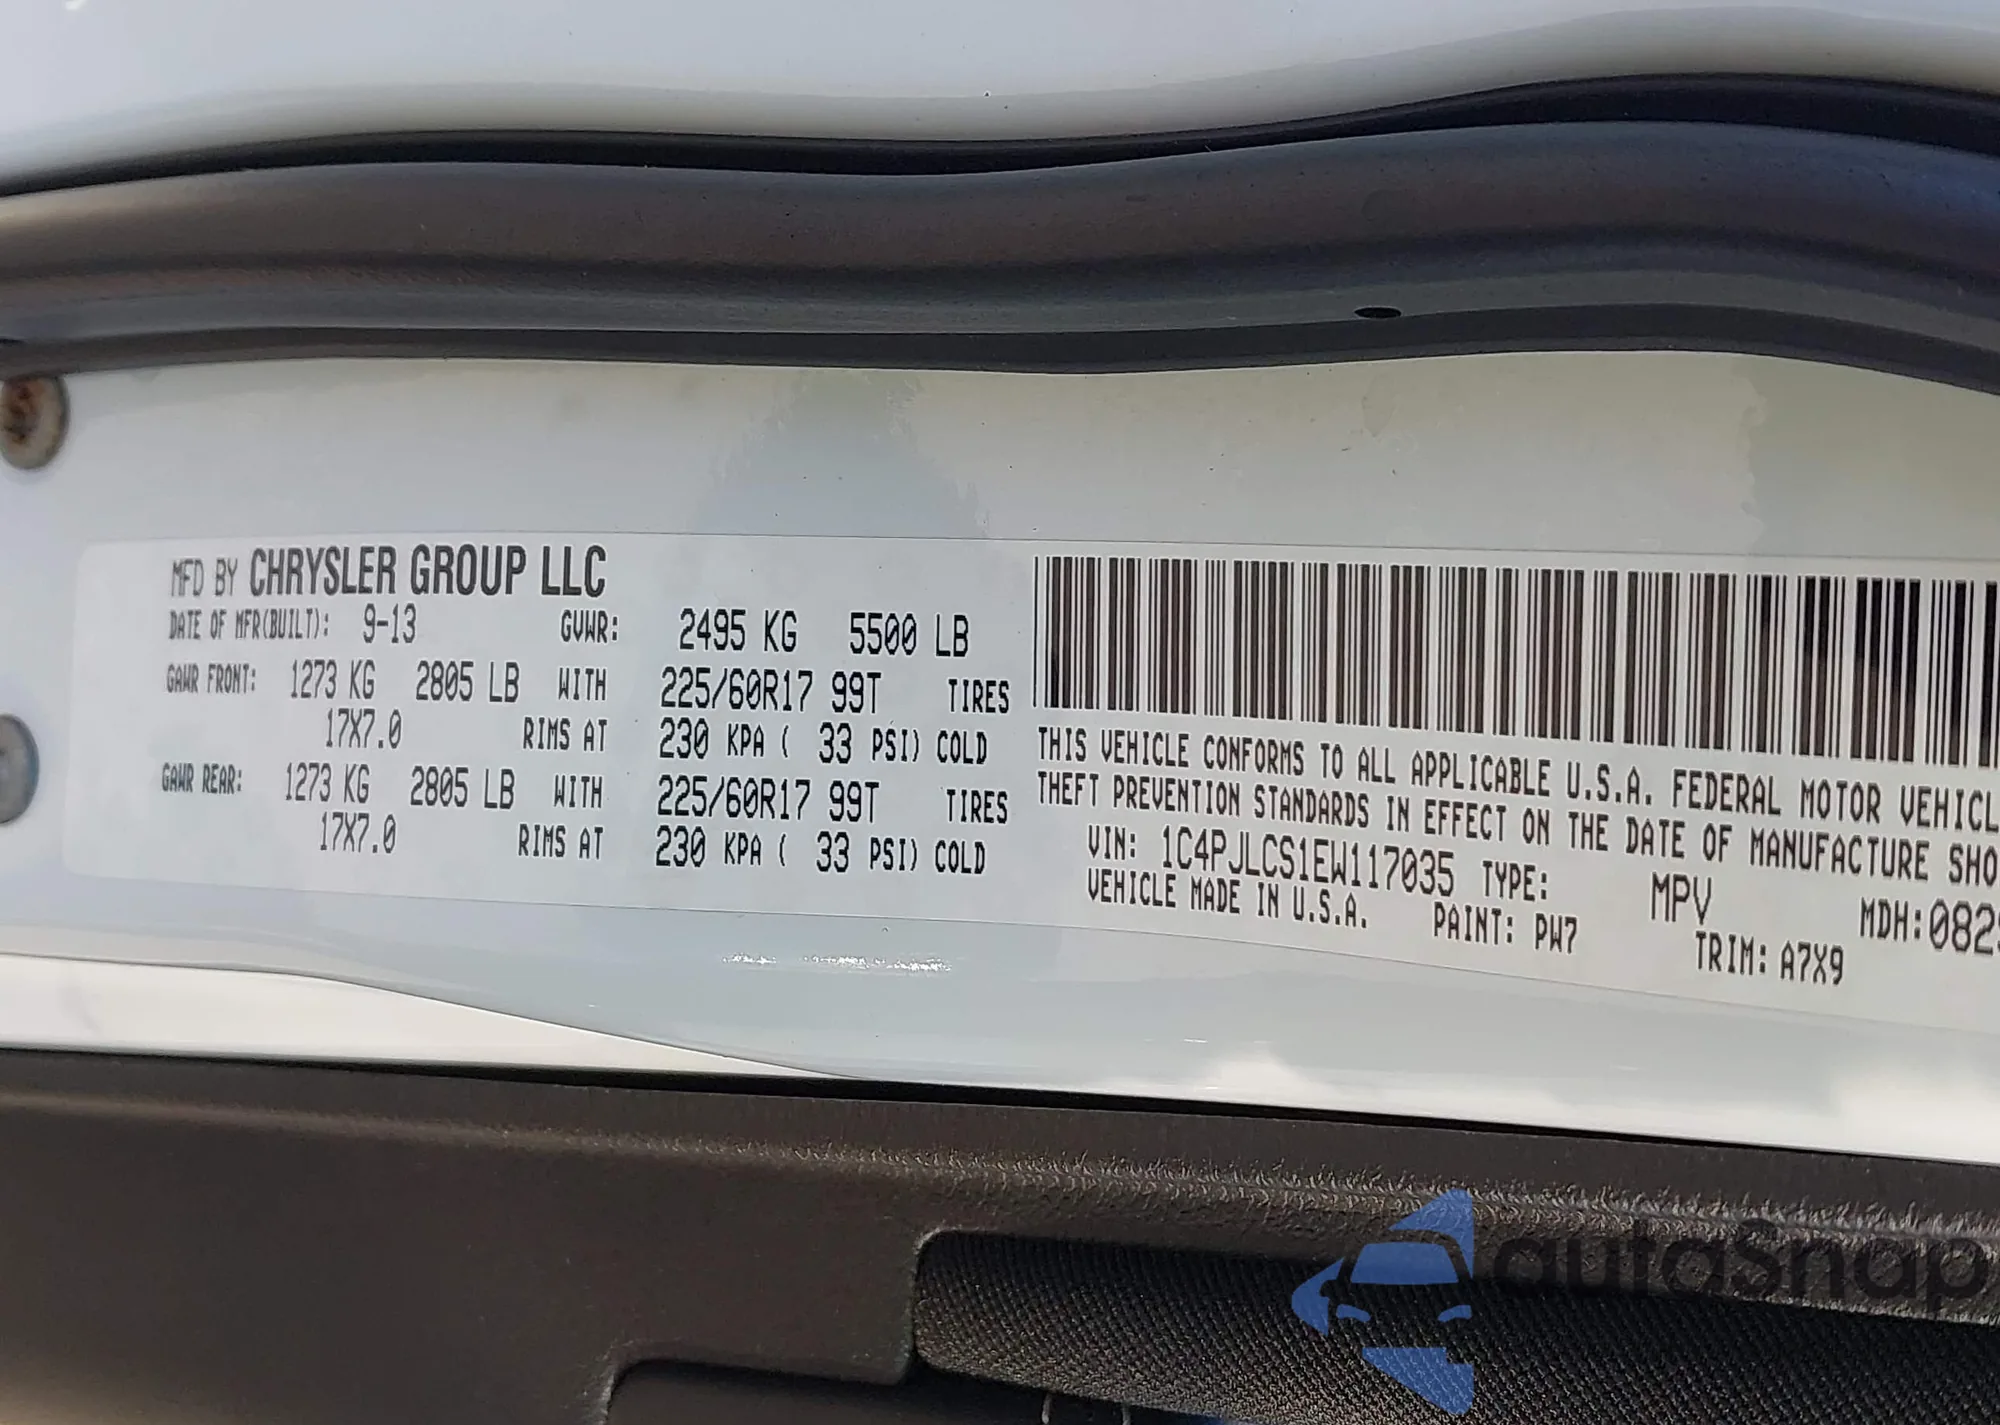 MFD BY CHRYSLER GROUP LLC
DATE OF MFR(BUILT): 9-13 GVWR: 2495 KG 5500 LB
GAWR FRONT: 1273 KG 2805 LB WITH 225/60R17 99T TIRES
17X7.0 RIMS AT 230 KPA ( 33 PSI) COLD
GAWR REAR: 1273 KG 2805 LB WITH 225/60R17 99T TIRES
17X7.0 RIMS AT 230 KPA ( 33 PSI) COLD
THIS VEHICLE CONFORMS TO ALL APPLICABLE U.S.A. FEDERAL MOTOR VEHICL
THEFT PREVENTION STANDARDS IN EFFECT ON THE DATE OF MANUFACTURE SHO
VIN: 1C4PJLCS1EW117035 TYPE: MPV MDH:082
VEHICLE MADE IN U.S.A. PAINT: PW7 TRIM: A7X9
autoSnap